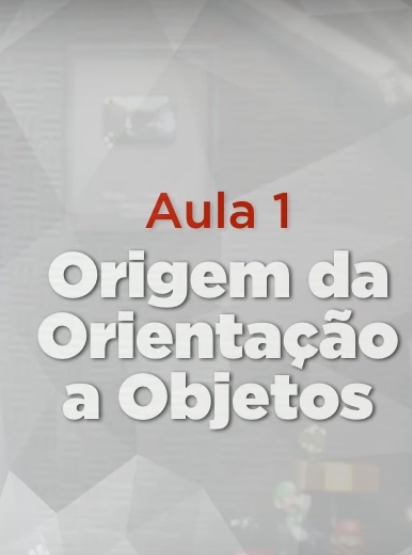 Aula 1
Origem da
Orientação
a Objetos